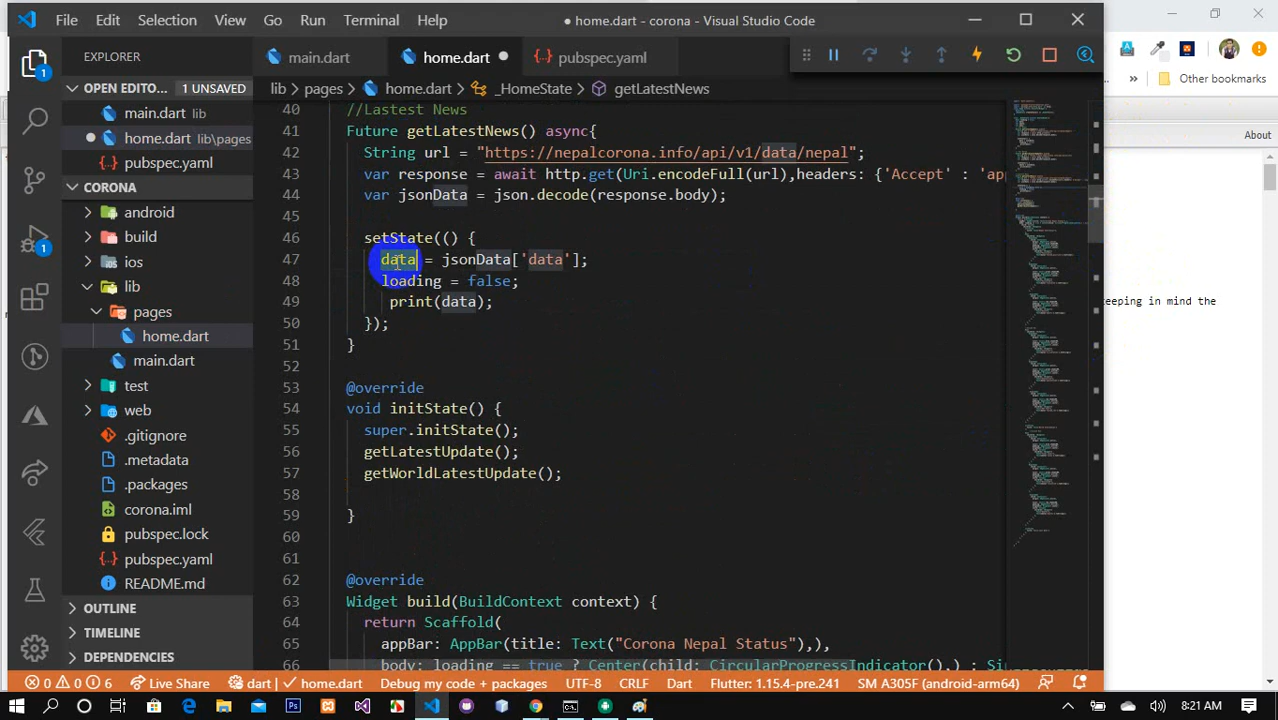 File Edit Selection View Go Run Terminal Help
● home.dart - corona - Visual Studio Code
EXPLORER
main.dart
home.dart
pubspec.yaml
Other bookmarks
OPEN EDITO... 1 UNSAVED
lib > pages > home.dart > _HomeState > getLatestNews
main.dart lib
home.dart lib\pages
pubspec.yaml
CORONA
android
build
ios
lib
pages
home.dart
main.dart
test
web
.gitignore
.metadata
.packages
corona.iml
pubspec.lock
pubspec.yaml
README.md
OUTLINE
TIMELINE
DEPENDENCIES
1
40 //Lastest News
41 Future getLatestNews() async{
42 String url = "https://nepalcorona.info/api/v1/data/nepal";
43 var response = await http.get(Uri.encodeFull(url),headers: {'Accept' : 'app
44 var jsonData = json.decode(response.body);
45
46 setState(() {
47 data = jsonData['data'];
48 loading = false;
49 print(data);
50 });
51 }
52
53 @override
54 void initState() {
55 super.initState();
56 getLatestUpdate();
57 getWorldLatestUpdate();
58
59
60
61
62 @override
63 Widget build(BuildContext context) {
64 return Scaffold(
65 appBar: AppBar(title: Text("Corona Nepal Status"),),
66 body: loading == true ? Center(child: CircularProgressIndicator(),) : Si
About
keeping in mind the
0 0 6 Live Share dart | home.dart Debug my code + packages UTF-8 CRLF Dart Flutter: 1.15.4-pre.241 SM A305F (android-arm64)
8:21 AM